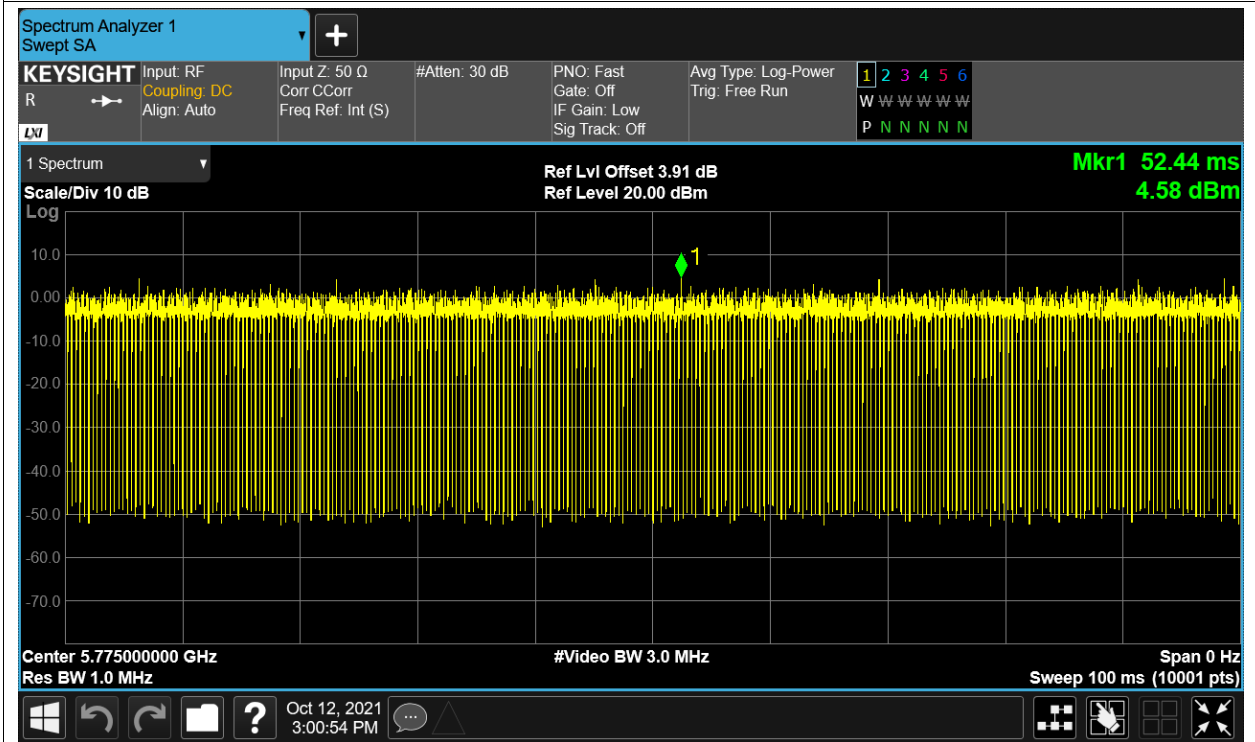 Spectrum Analyzer 1
Swept SA
KEYSIGHT
R
LXI
Input: RF
Coupling: DC
Align: Auto
Input Z: 50 Ω
Corr CCorr
Freq Ref: Int (S)
#Atten: 30 dB
PNO: Fast
Gate: Off
IF Gain: Low
Sig Track: Off
Avg Type: Log-Power
Trig: Free Run
1 2 3 4 5 6
W W W W W W
P N N N N N
1 Spectrum
Scale/Div 10 dB
Log
Ref Lvl Offset 3.91 dB
Ref Level 20.00 dBm
Mkr1 52.44 ms
4.58 dBm
1
10.0
0.00
-10.0
-20.0
-30.0
-40.0
-50.0
-60.0
-70.0
Center 5.775000000 GHz
Res BW 1.0 MHz
#Video BW 3.0 MHz
Span 0 Hz
Sweep 100 ms (10001 pts)
?
Oct 12, 2021
3:00:54 PM